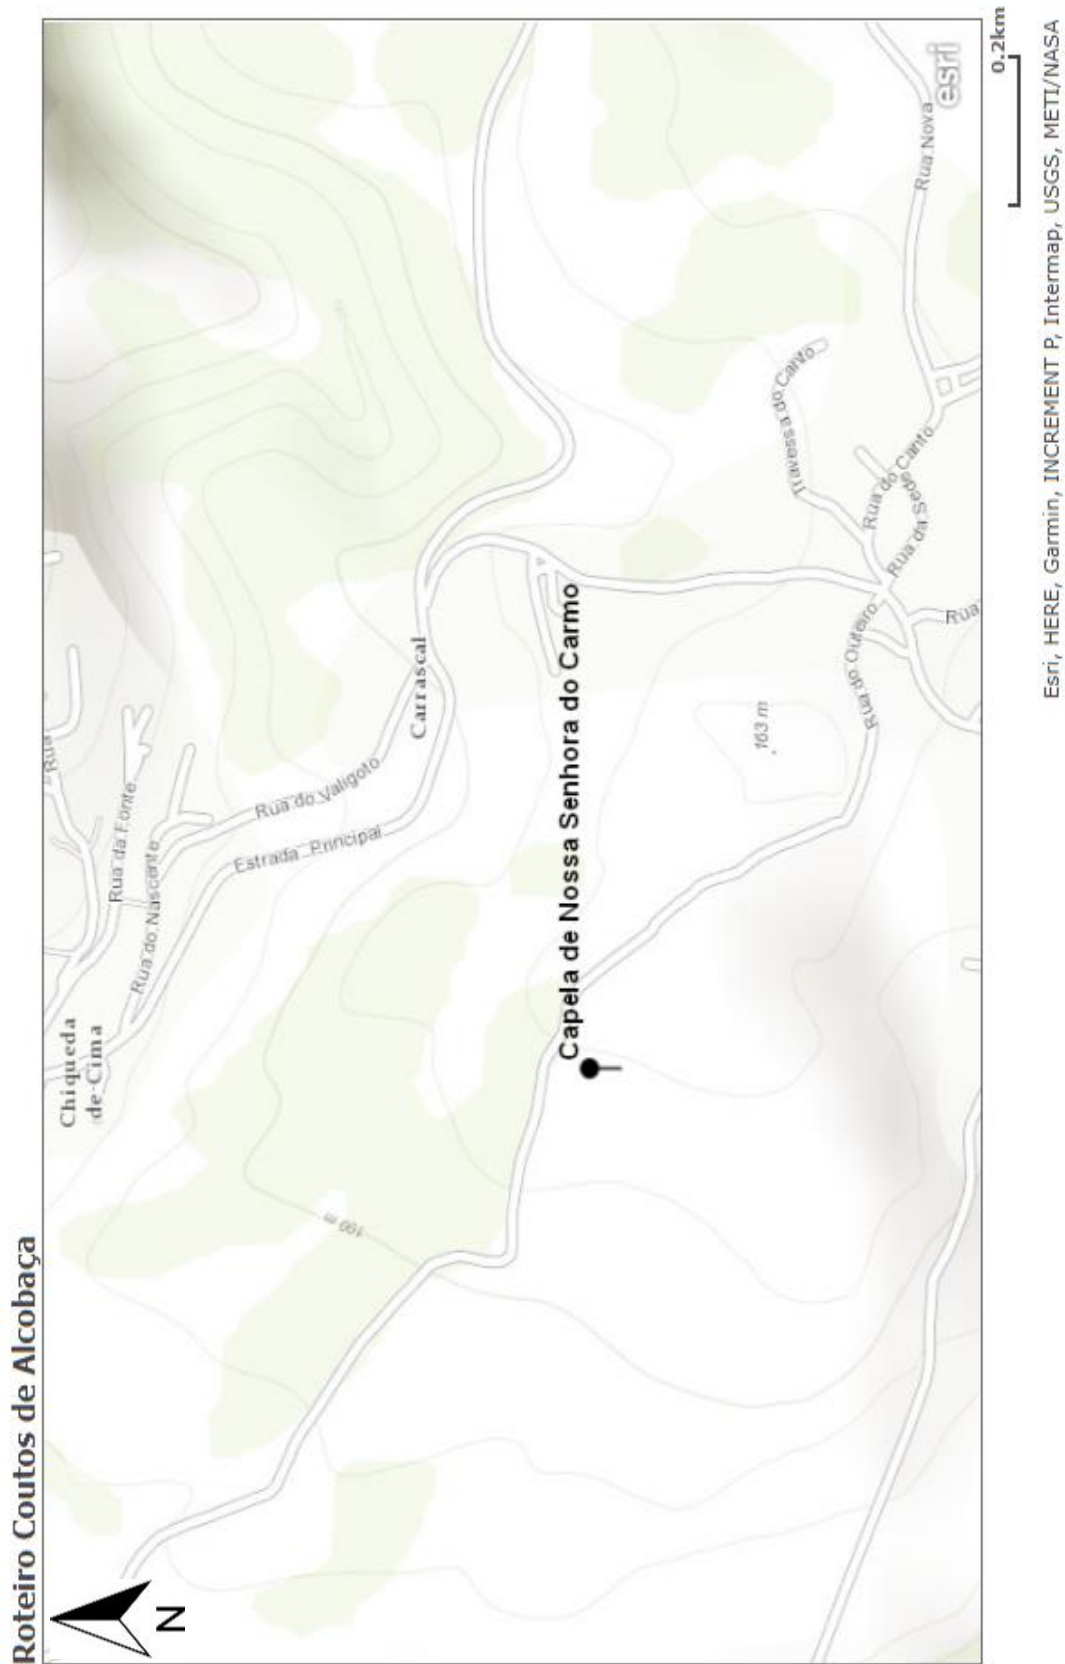 Roteiro Coutos de Alcobaça
N
Chiqueda
de Cima
Rua
Rua da Fonte
Rua do Nascente
Rua do Valigoto
Estrada Principal
Carrascal
100 m
Capela de Nossa Senhora do Carmo
163 m
Travessa do Canto
Rua do Canto
Rua da Sede
Rua do Outeiro
Rua
Rua Nova
esri
0,2km
Esri, HERE, Garmin, INCREMENT P, Intermap, USGS, METI/NASA